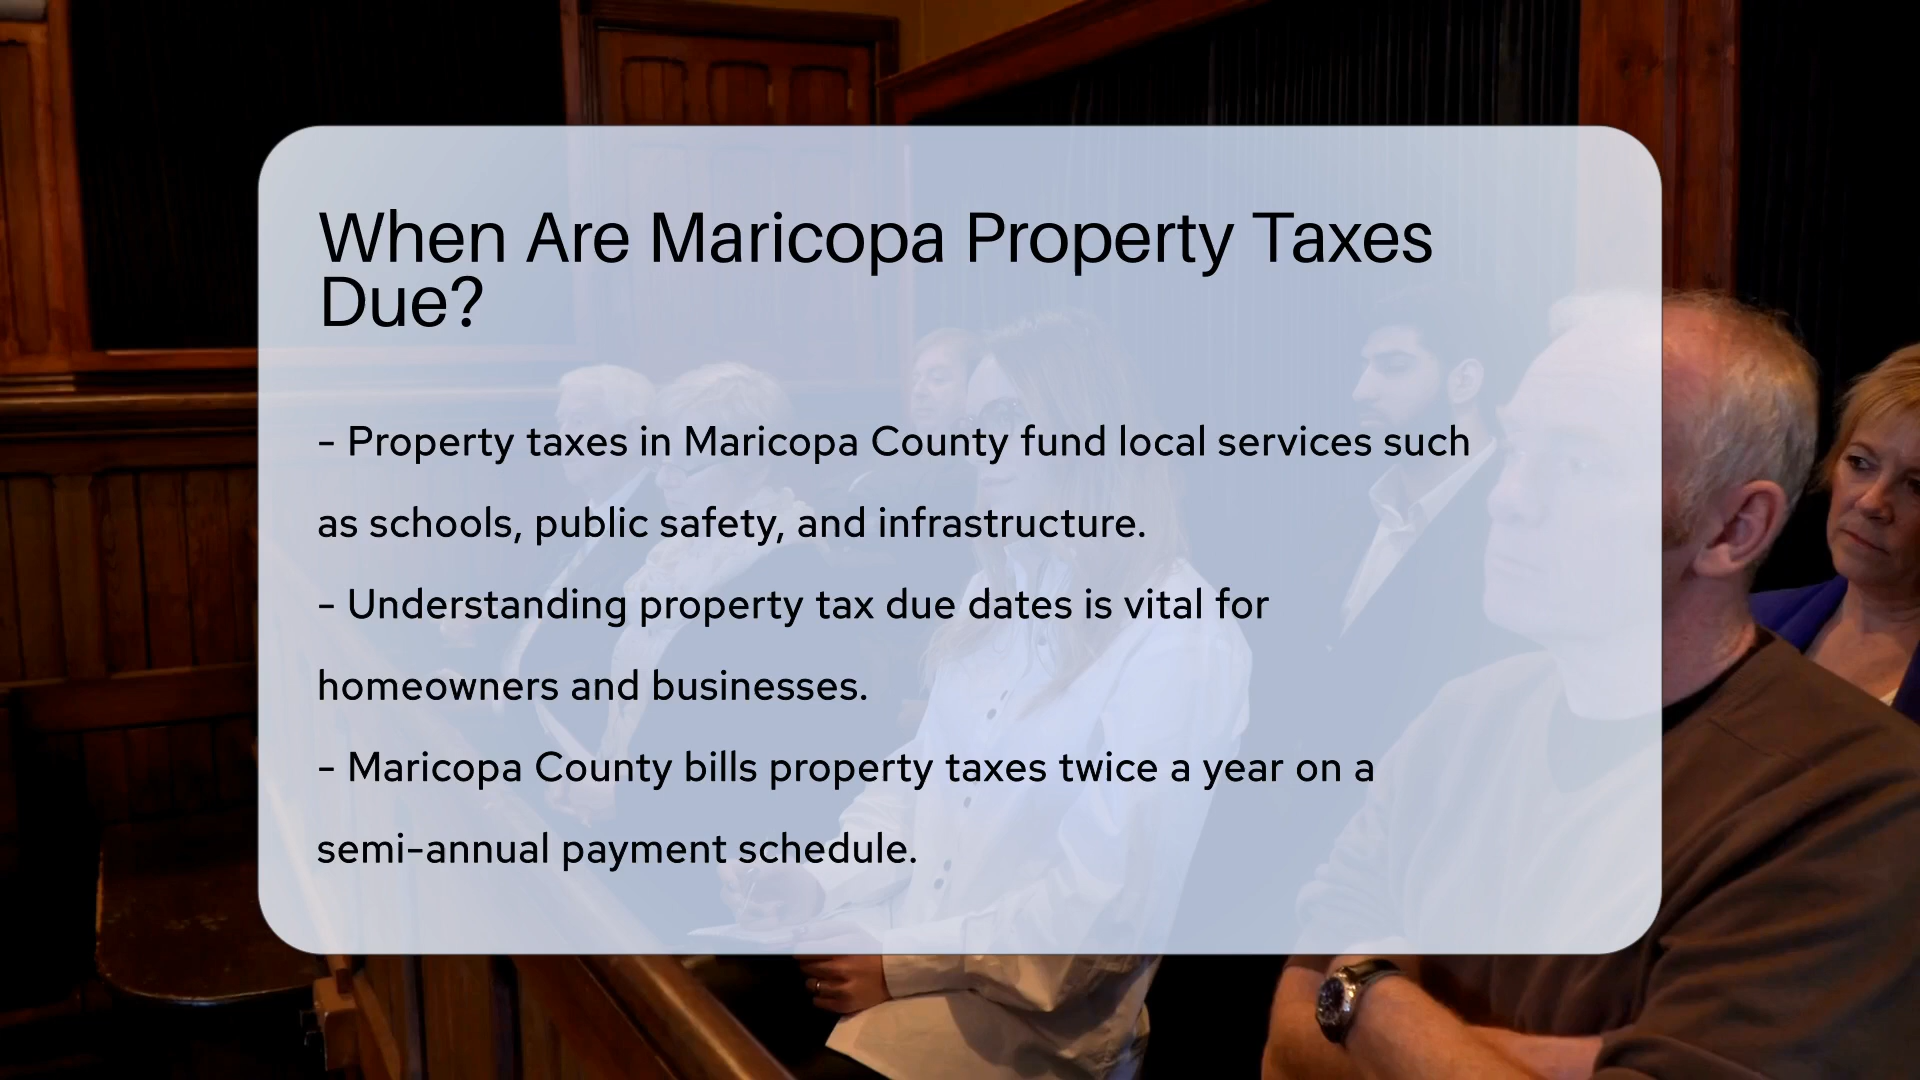 When Are Maricopa Property Taxes
Due?
- Property taxes in Maricopa County fund local services such
as schools, public safety, and infrastructure.
- Understanding property tax due dates is vital for
homeowners and businesses.
- Maricopa County bills property taxes twice a year on a
semi-annual payment schedule.